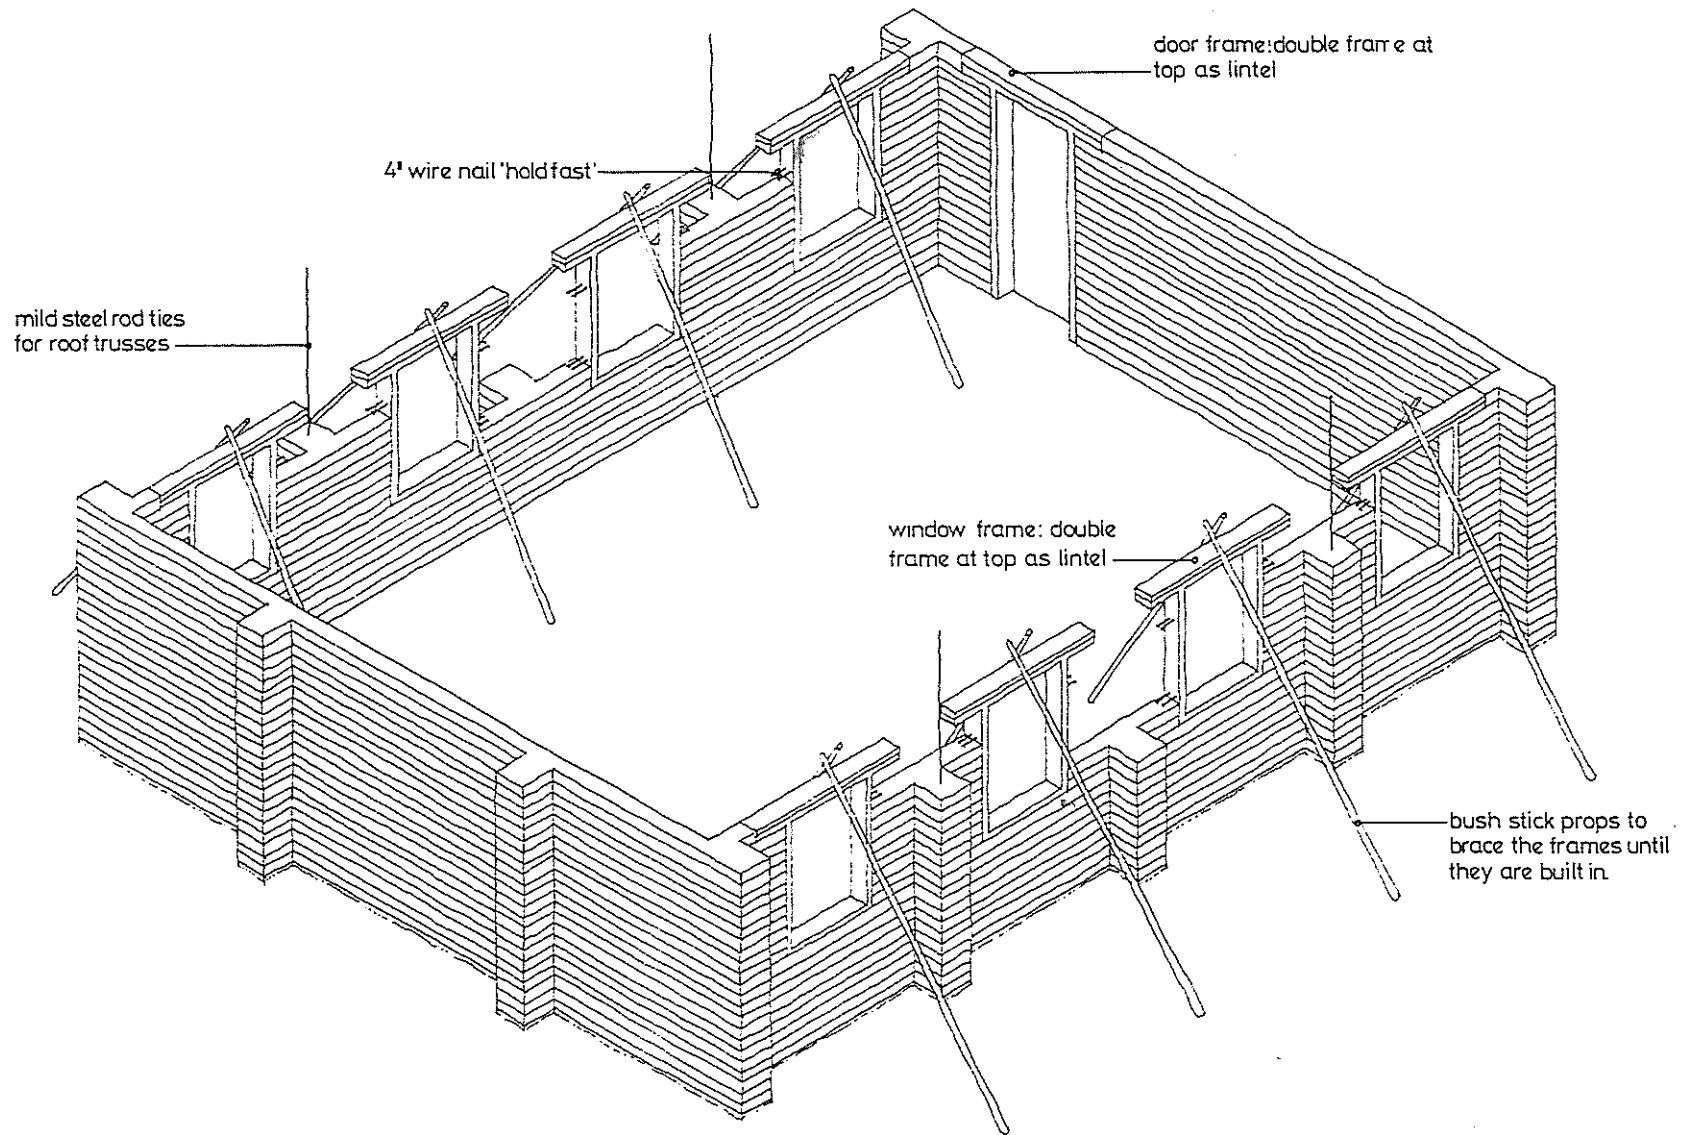 door frame: double frame at
top as lintel
4" wire nail 'holdfast'
mild steel rod ties
for roof trusses
window frame: double
frame at top as lintel
bush stick props to
brace the frames until
they are built in.